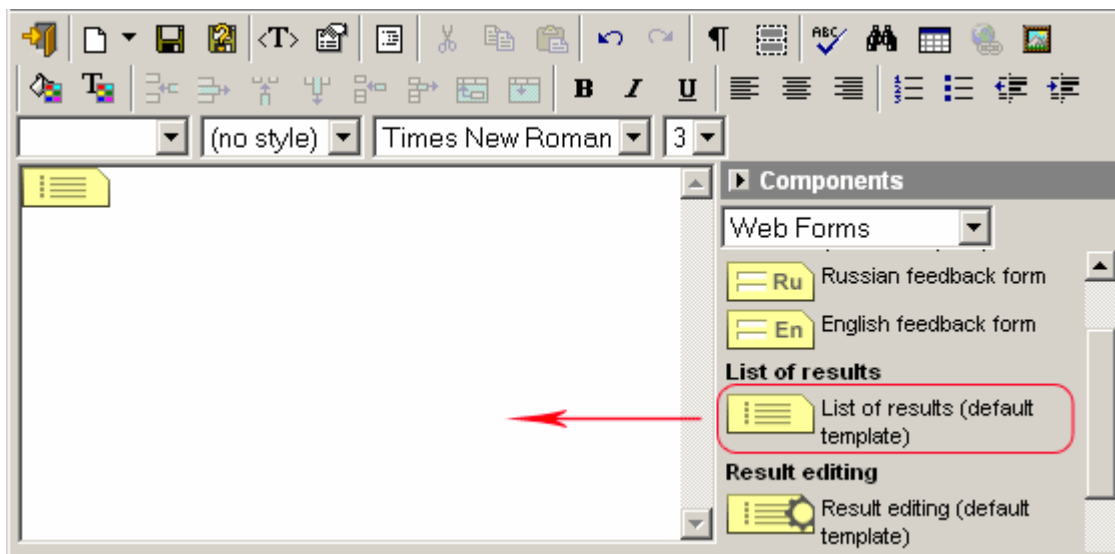 <T>
ABC
T
B I U
(no style) Times New Roman 3
Components
Web Forms
Ru Russian feedback form
En English feedback form
List of results
List of results (default
template)
Result editing
Result editing (default
template)